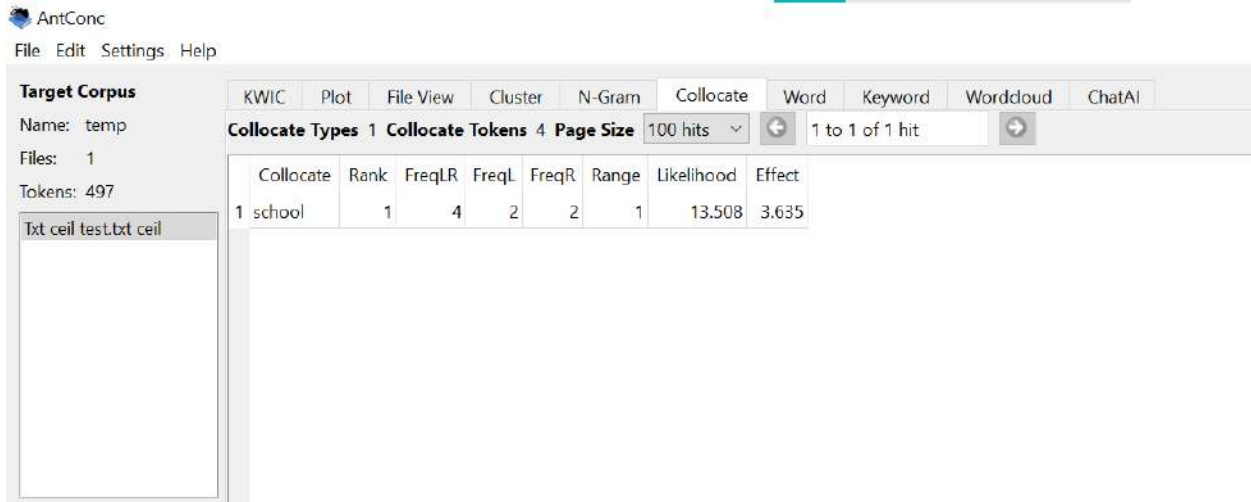 AntConc
File Edit Settings Help
Target Corpus
Name: temp
Files: 1
Tokens: 497
Txt ceil test.txt ceil
KWIC Plot File View Cluster N-Gram Collocate Word Keyword Wordcloud ChatAI
Collocate Types 1 Collocate Tokens 4 Page Size 100 hits 1 to 1 of 1 hit
Collocate Rank FreqLR FreqL FreqR Range Likelihood Effect
1 school 1 4 2 2 1 13.508 3.635